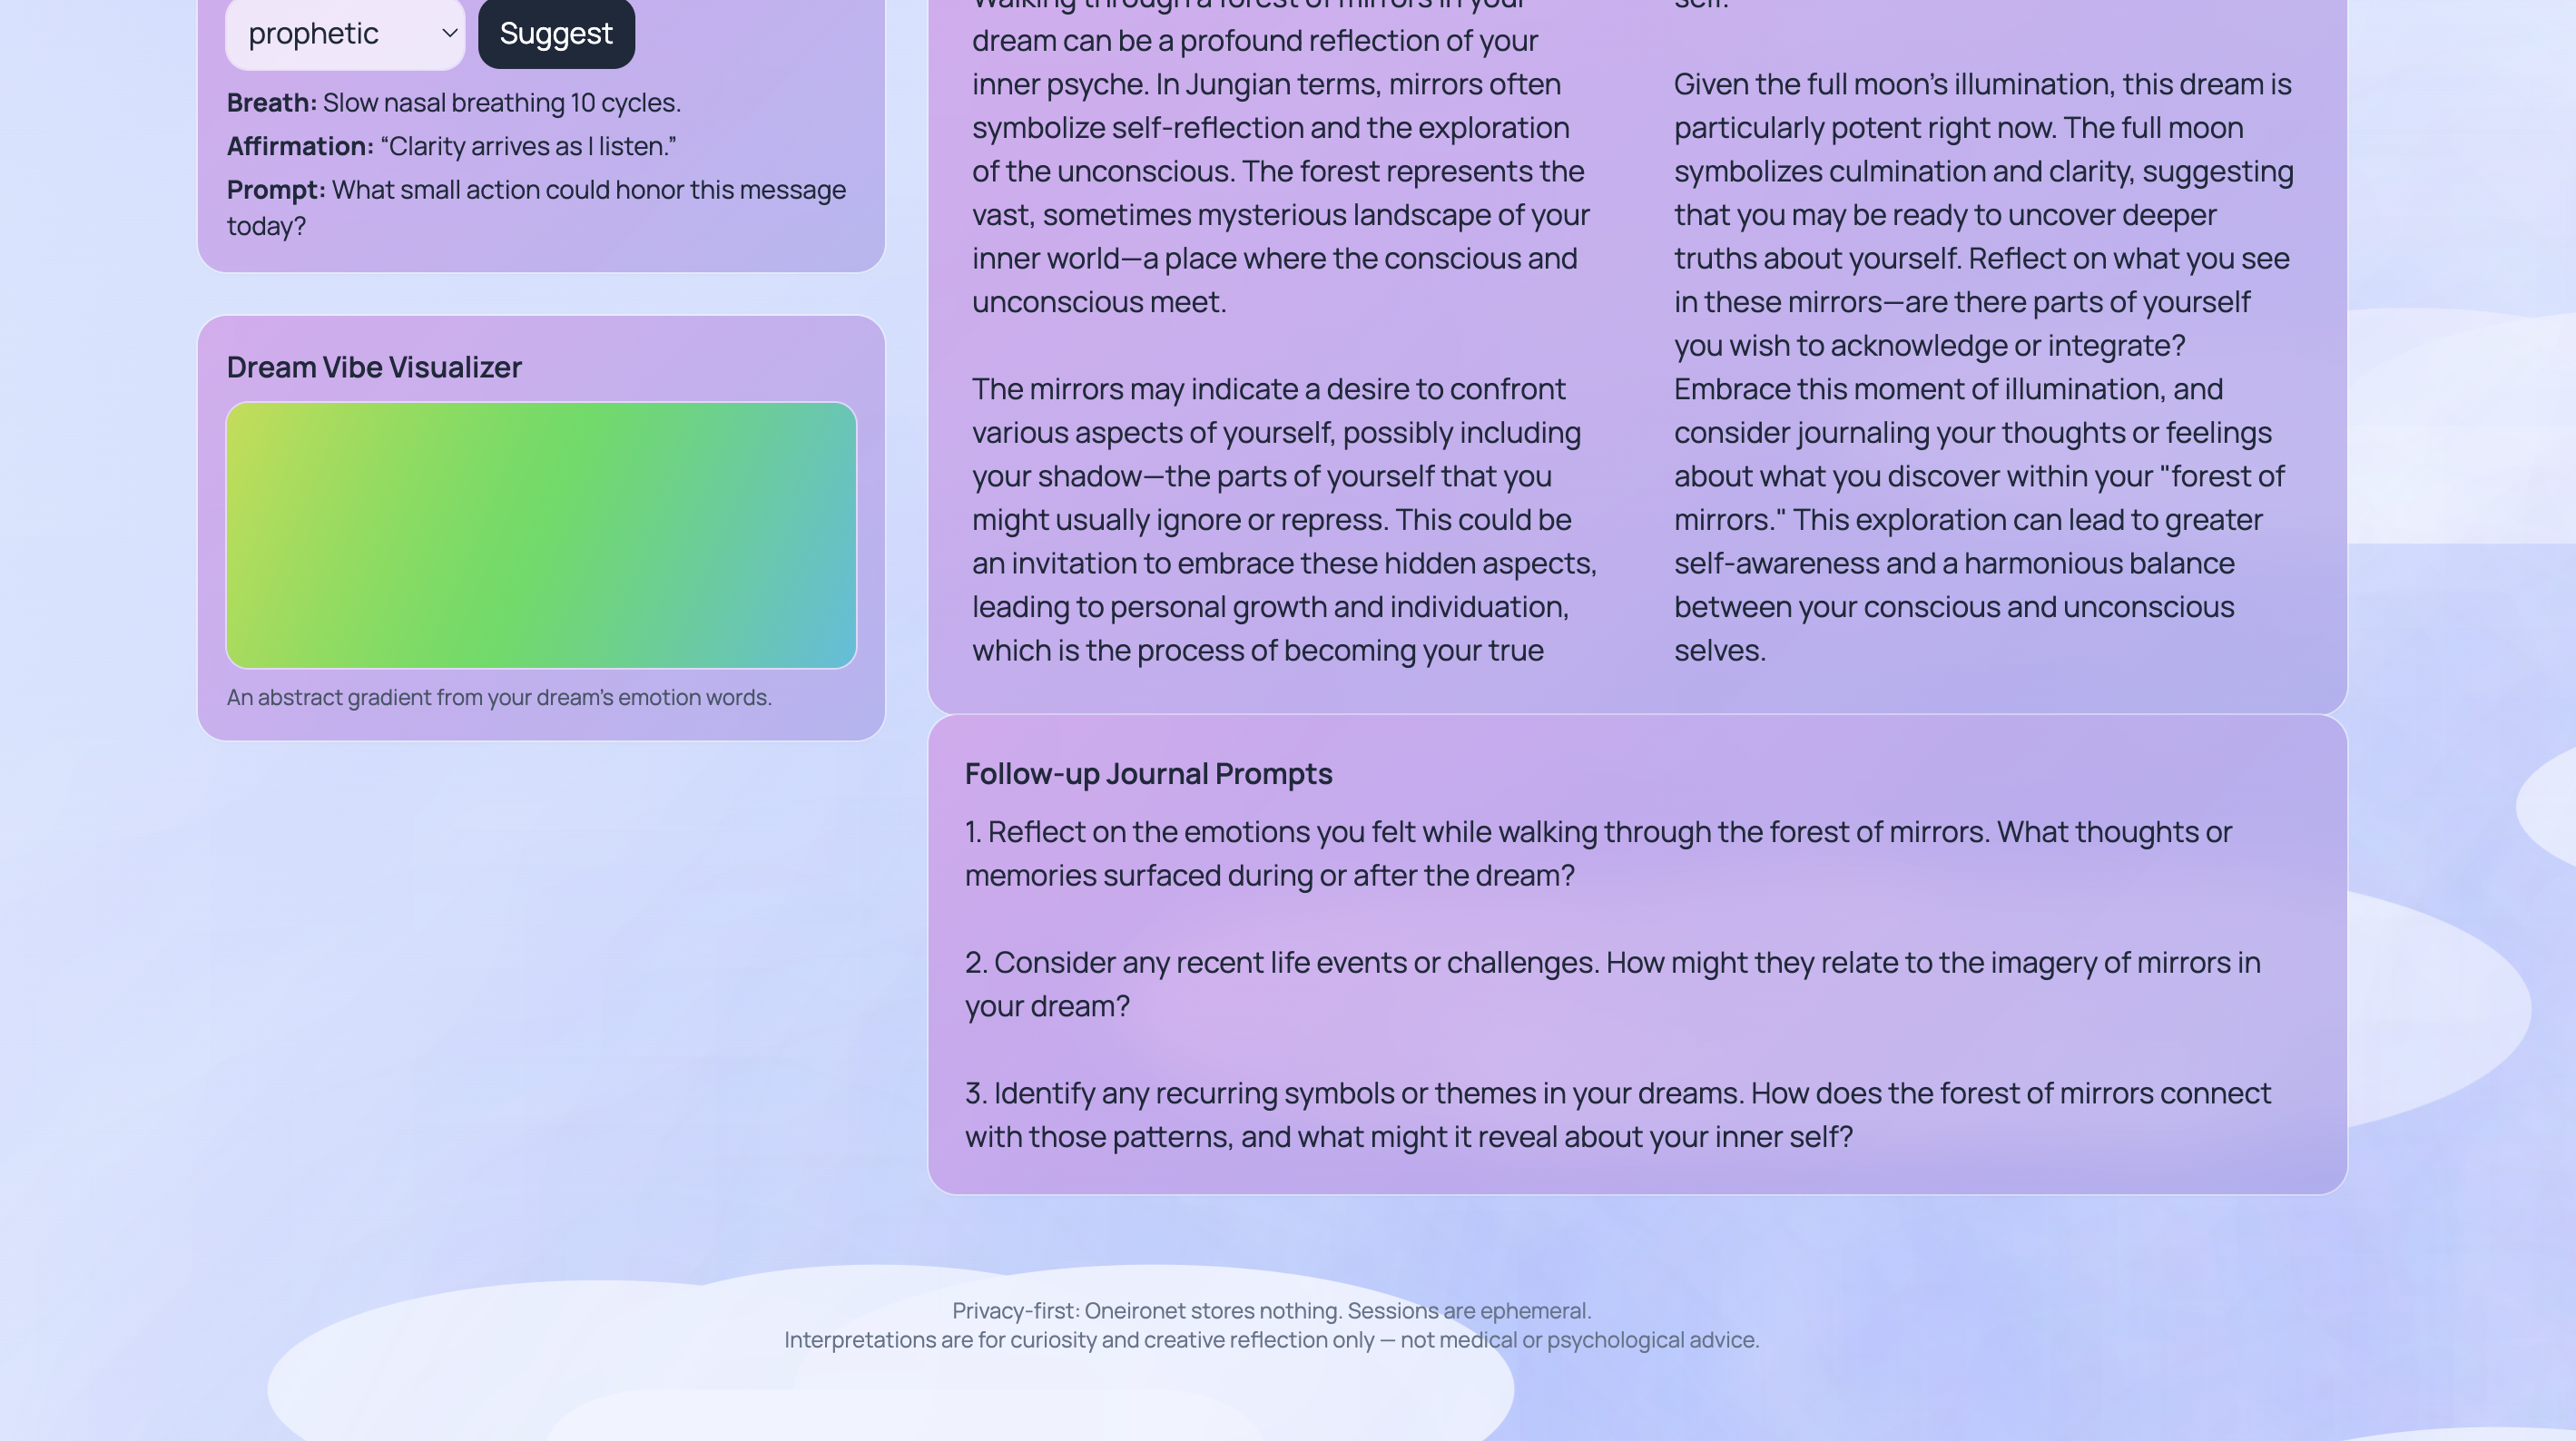 prophetic
Suggest
Breath: Slow nasal breathing 10 cycles.
Affirmation: “Clarity arrives as I listen.”
Prompt: What small action could honor this message
today?
Dream Vibe Visualizer
An abstract gradient from your dream’s emotion words.
Walking through a forest of mirrors in your
dream can be a profound reflection of your
inner psyche. In Jungian terms, mirrors often
symbolize self-reflection and the exploration
of the unconscious. The forest represents the
vast, sometimes mysterious landscape of your
inner world—a place where the conscious and
unconscious meet.
The mirrors may indicate a desire to confront
various aspects of yourself, possibly including
your shadow—the parts of yourself that you
might usually ignore or repress. This could be
an invitation to embrace these hidden aspects,
leading to personal growth and individuation,
which is the process of becoming your true
self.
Given the full moon’s illumination, this dream is
particularly potent right now. The full moon
symbolizes culmination and clarity, suggesting
that you may be ready to uncover deeper
truths about yourself. Reflect on what you see
in these mirrors—are there parts of yourself
you wish to acknowledge or integrate?
Embrace this moment of illumination, and
consider journaling your thoughts or feelings
about what you discover within your "forest of
mirrors." This exploration can lead to greater
self-awareness and a harmonious balance
between your conscious and unconscious
selves.
Follow-up Journal Prompts
1. Reflect on the emotions you felt while walking through the forest of mirrors. What thoughts or
memories surfaced during or after the dream?
2. Consider any recent life events or challenges. How might they relate to the imagery of mirrors in
your dream?
3. Identify any recurring symbols or themes in your dreams. How does the forest of mirrors connect
with those patterns, and what might it reveal about your inner self?
Privacy-first: Oneironet stores nothing. Sessions are ephemeral.
Interpretations are for curiosity and creative reflection only — not medical or psychological advice.